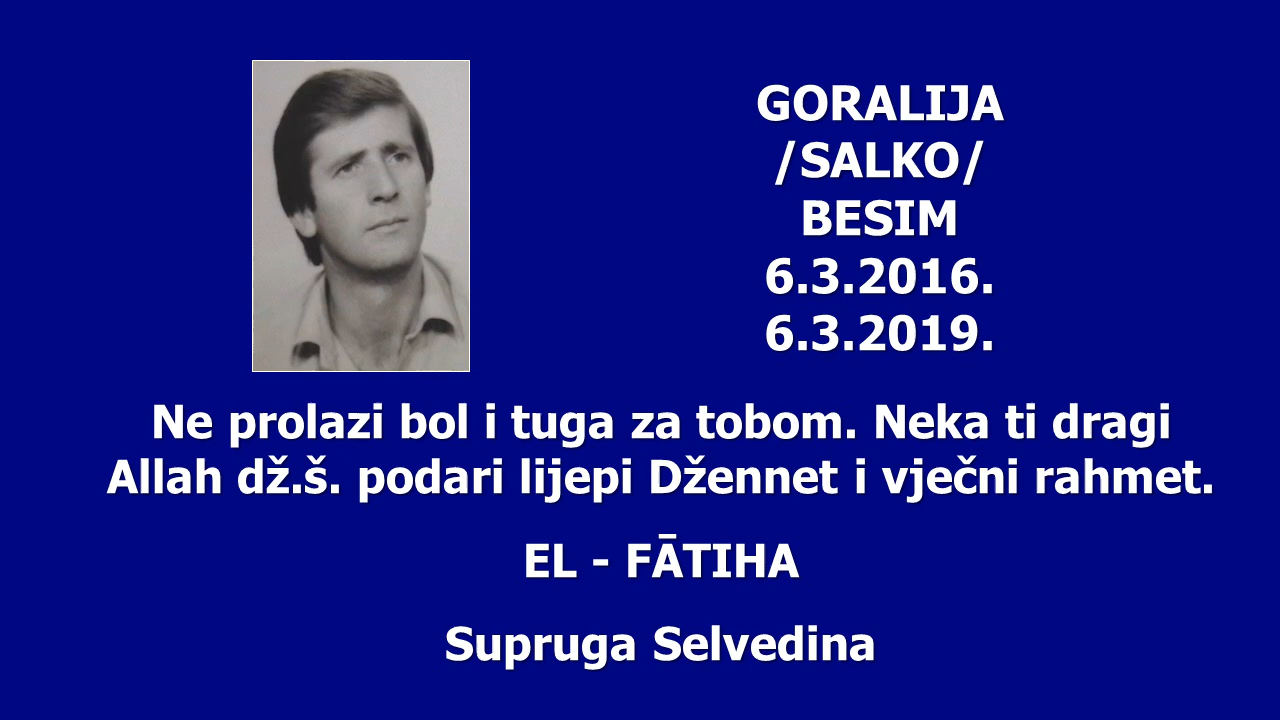 GORALIJA
/SALKO/
BESIM
6.3.2016.
6.3.2019.
Ne prolazi bol i tuga za tobom. Neka ti dragi
Allah dž.š. podari lijepi Džennet i vječni rahmet.
EL - FĀTIHA
Supruga Selvedina